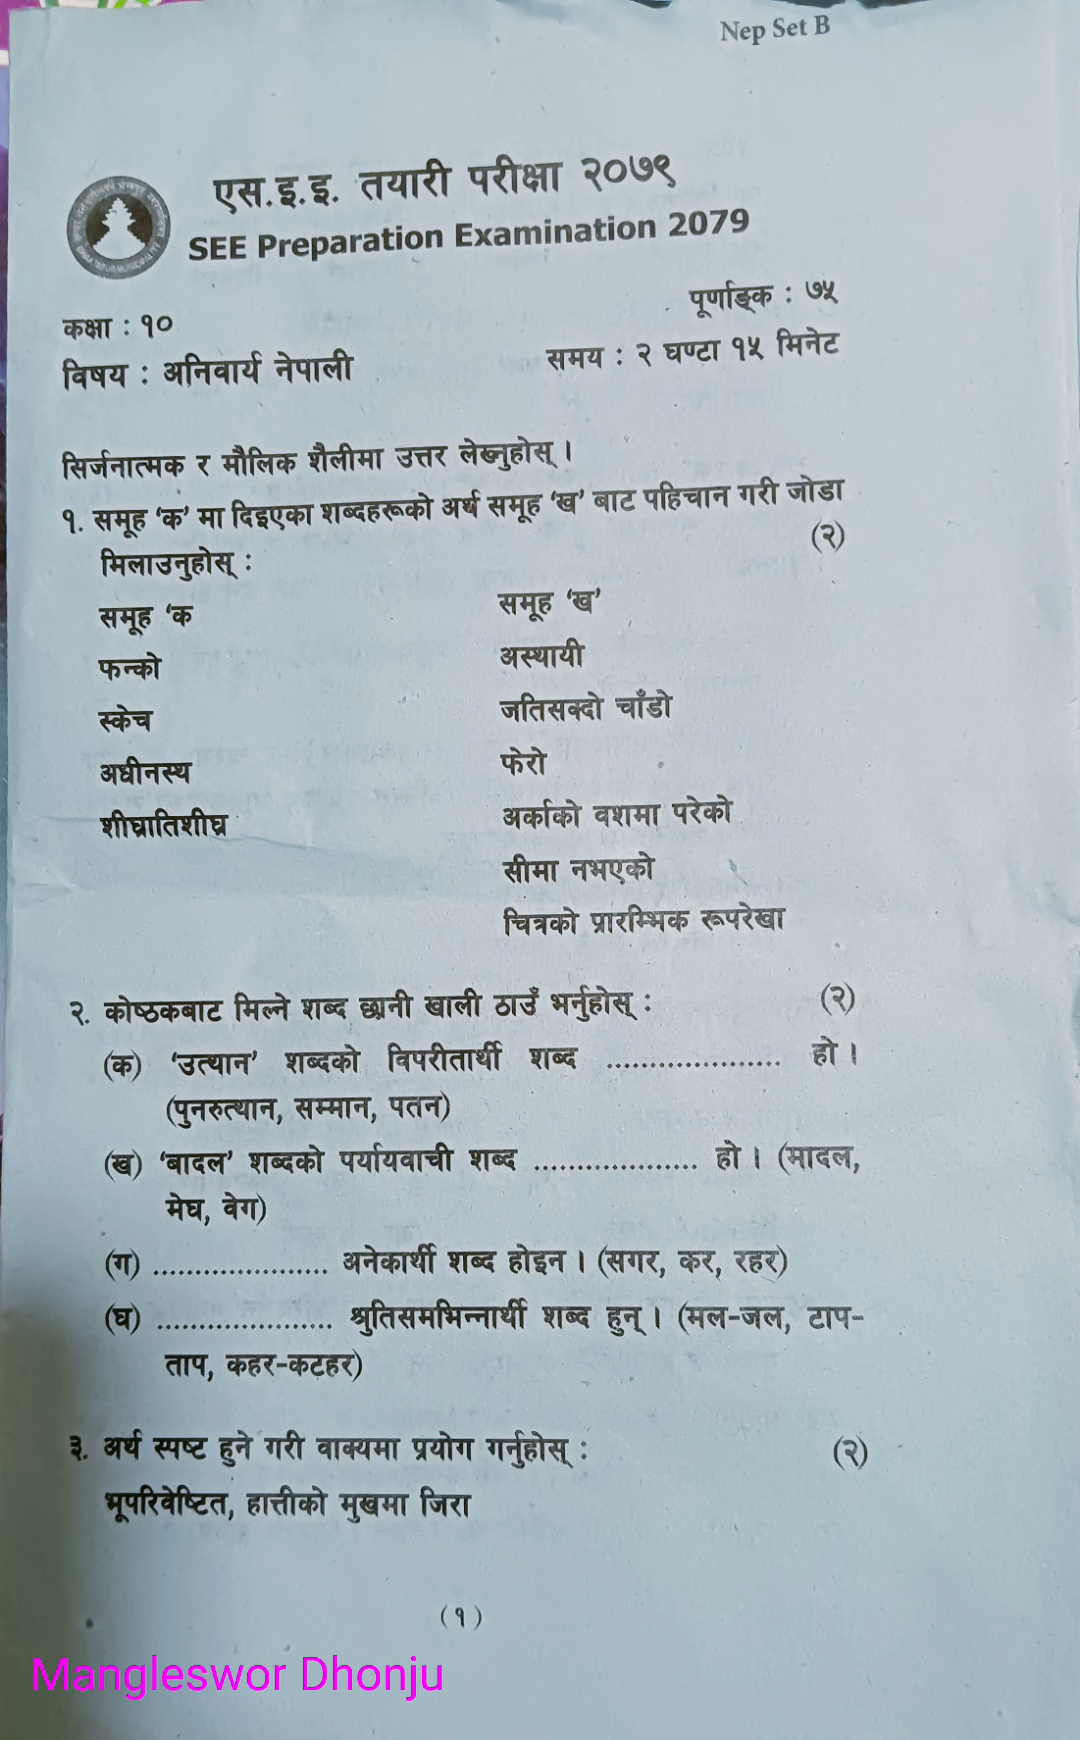 Nep Set B
एस.इ.इ. तयारी परीक्षा २०७९
SEE Preparation Examination 2079
पूर्णाङ्क : ७५
कक्षा : १०
विषय : अनिवार्य नेपाली
समय : २ घण्टा १५ मिनेट
सिर्जनात्मक र मौलिक शैलीमा उत्तर लेख्नुहोस् ।
१. समूह 'क' मा दिइएका शब्दहरूको अर्थ समूह 'ख' बाट पहिचान गरी जोडा
मिलाउनुहोस् : (२)
समूह 'क समूह 'ख'
फन्को अस्थायी
स्केच जतिसक्दो चाँडो
अधीनस्थ फेरो
शीघ्रातिशीघ्र अर्काको वशमा परेको
सीमा नभएको
चित्रको प्रारम्भिक रूपरेखा
२. कोष्ठकबाट मिल्ने शब्द छानी खाली ठाउँ भर्नुहोस् : (२)
(क) 'उत्थान' शब्दको विपरीतार्थी शब्द .................... हो ।
(पुनरुत्थान, सम्मान, पतन)
(ख) 'बादल' शब्दको पर्यायवाची शब्द ................... हो । (मादल,
मेघ, वेग)
(ग) ..................... अनेकार्थी शब्द होइन । (सगर, कर, रहर)
(घ) ..................... श्रुतिसमभिन्नार्थी शब्द हुन् । (मल-जल, टाप-
ताप, कहर-कटहर)
३. अर्थ स्पष्ट हुने गरी वाक्यमा प्रयोग गर्नुहोस् : (२)
भूपरिवेष्टित, हात्तीको मुखमा जिरा
(१)
Mangleswor Dhonju